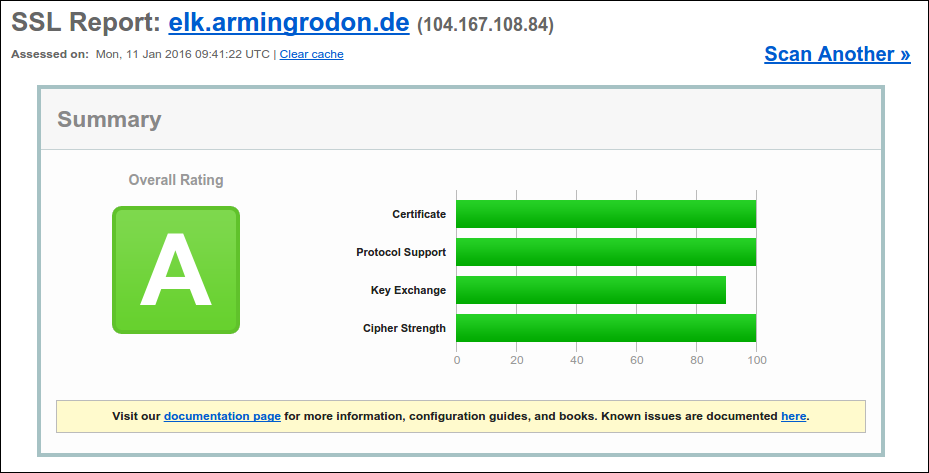 SSL Report: elk.armingrodon.de (104.167.108.84)
Assessed on: Mon, 11 Jan 2016 09:41:22 UTC | Clear cache
Scan Another »
Summary
Overall Rating
A
Certificate
Protocol Support
Key Exchange
Cipher Strength
0 20 40 60 80 100
Visit our documentation page for more information, configuration guides, and books. Known issues are documented here.